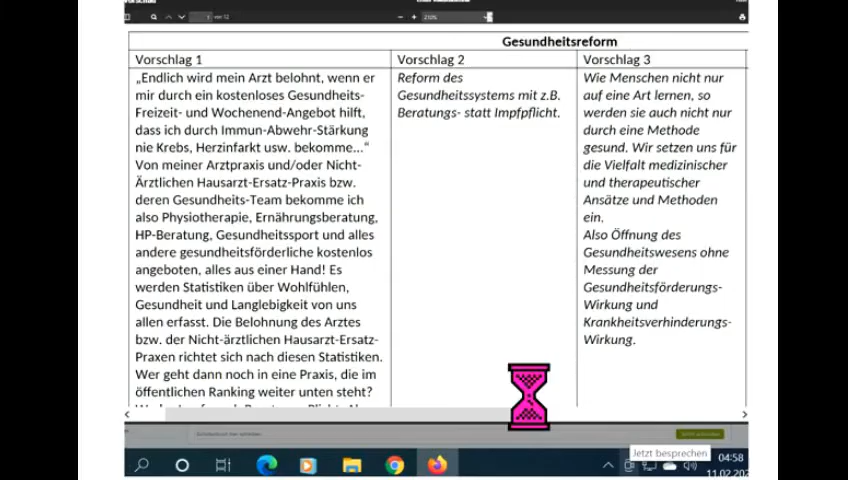 1 von 12
210%
Gesundheitsreform
Vorschlag 1
„Endlich wird mein Arzt belohnt, wenn er
mir durch ein kostenloses Gesundheits-
Freizeit- und Wochenend-Angebot hilft,
dass ich durch Immun-Abwehr-Stärkung
nie Krebs, Herzinfarkt usw. bekomme...“
Von meiner Arztpraxis und/oder Nicht-
Ärztlichen Hausarzt-Ersatz-Praxis bzw.
deren Gesundheits-Team bekomme ich
also Physiotherapie, Ernährungsberatung,
HP-Beratung, Gesundheitssport und alles
andere gesundheitsförderliche kostenlos
angeboten, alles aus einer Hand! Es
werden Statistiken über Wohlfühlen,
Gesundheit und Langlebigkeit von uns
allen erfasst. Die Belohnung des Arztes
bzw. der Nicht-ärztlichen Hausarzt-Ersatz-
Praxen richtet sich nach diesen Statistiken.
Wer geht dann noch in eine Praxis, die im
öffentlichen Ranking weiter unten steht?
Vorschlag 2
Reform des
Gesundheitssystems mit z.B.
Beratungs- statt Impfpflicht.
Vorschlag 3
Wie Menschen nicht nur
auf eine Art lernen, so
werden sie auch nicht nur
durch eine Methode
gesund. Wir setzen uns für
die Vielfalt medizinischer
und therapeutischer
Ansätze und Methoden
ein.
Also Öffnung des
Gesundheitswesens ohne
Messung der
Gesundheitsförderungs-
Wirkung und
Krankheitsverhinderungs-
Wirkung.
Jetzt besprechen
04:58
11.02.202